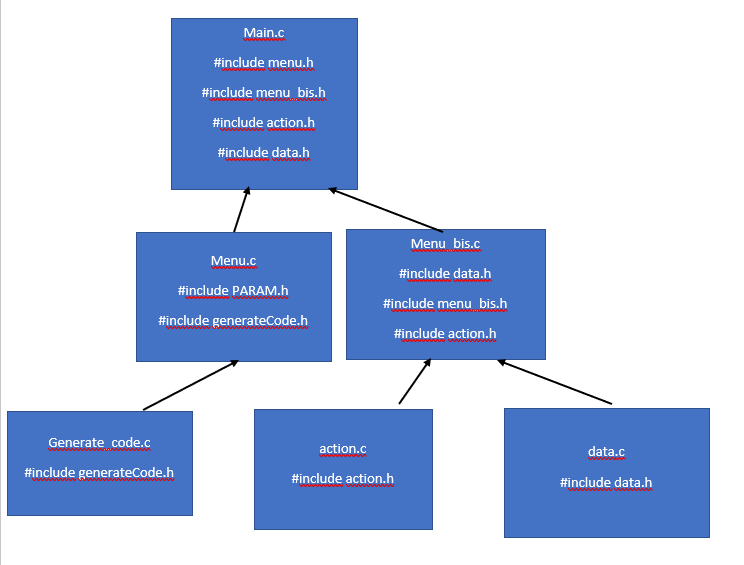 Main.c
#include menu.h
#include menu_bis.h
#include action.h
#include data.h
Menu.c
#include PARAM.h
#include generateCode.h
Menu_bis.c
#include data.h
#include menu_bis.h
#include action.h
Generate_code.c
#include generateCode.h
action.c
#include action.h
data.c
#include data.h